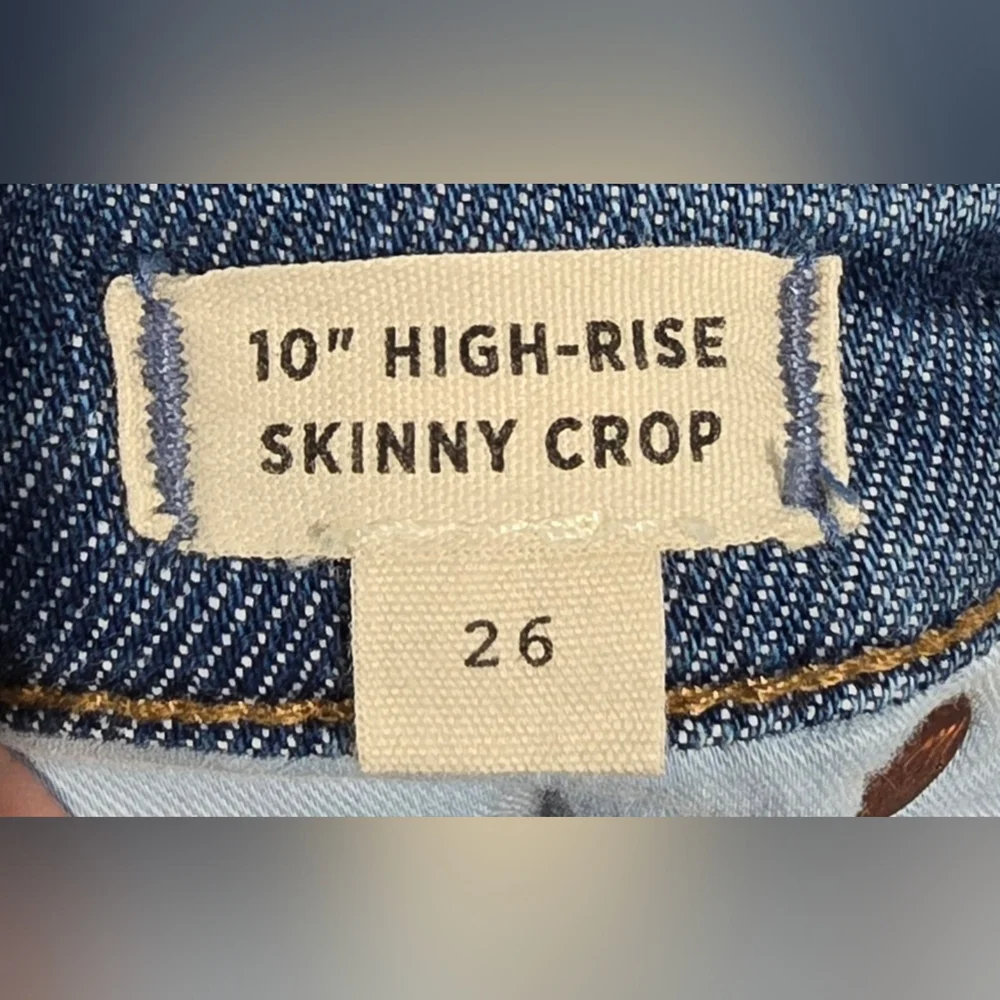 10" HIGH-RISE
SKINNY CROP
26